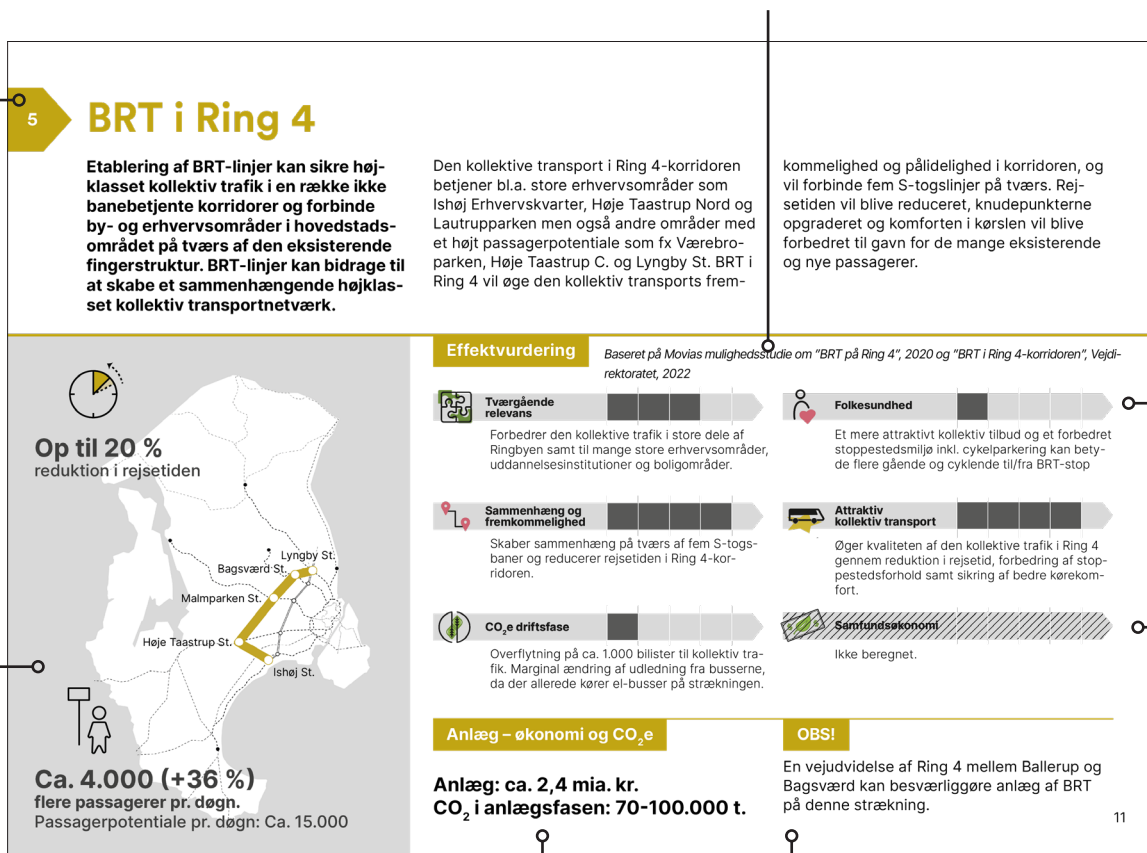 5
BRT i Ring 4
Etablering af BRT-linjer kan sikre høj-
klasset kollektiv trafik i en række ikke
banebetjente korridorer og forbinde
by- og erhvervsområder i hovedstads-
området på tværs af den eksisterende
fingerstruktur. BRT-linjer kan bidrage til
at skabe et sammenhængende højklas-
set kollektiv transportnetværk.
Den kollektive transport i Ring 4-korridoren
betjener bl.a. store erhvervsområder som
Ishøj Erhvervskvarter, Høje Taastrup Nord og
Lautrupparken men også andre områder med
et højt passagerpotentiale som fx Værebro-
parken, Høje Taastrup C. og Lyngby St. BRT i
Ring 4 vil øge den kollektiv transports frem-
kommelighed og pålidelighed i korridoren, og
vil forbinde fem S-togslinjer på tværs. Rej-
setiden vil blive reduceret, knudepunkterne
opgraderet og komforten i kørslen vil blive
forbedret til gavn for de mange eksisterende
og nye passagerer.
Op til 20 %
reduktion i rejsetiden
Lyngby St.
Bagsværd St.
Malmparken St.
Høje Taastrup St.
Ishøj St.
Ca. 4.000 (+36 %)
flere passagerer pr. døgn.
Passagerpotentiale pr. døgn: Ca. 15.000
Effektvurdering
Baseret på Movias mulighedsstudie om "BRT på Ring 4", 2020 og "BRT i Ring 4-korridoren", Vejdi-
rektoratet, 2022
Tværgående
relevans
Forbedrer den kollektive trafik i store dele af
Ringbyen samt til mange store erhvervsområder,
uddannelsesinstitutioner og boligområder.
Folkesundhed
Et mere attraktivt kollektiv tilbud og et forbedret
stoppestedsmiljø inkl. cykelparkering kan bety-
de flere gående og cyklende til/fra BRT-stop
Sammenhæng og
fremkommelighed
Skaber sammenhæng på tværs af fem S-togs-
baner og reducerer rejsetiden i Ring 4-kor-
ridoren.
Attraktiv
kollektiv transport
Øger kvaliteten af den kollektive trafik i Ring 4
gennem reduktion i rejsetid, forbedring af stop-
pestedsforhold samt sikring af bedre kørekom-
fort.
CO₂e driftsfase
Overflytning på ca. 1.000 bilister til kollektiv tra-
fik. Marginal ændring af udledning fra busserne,
da der allerede kører el-busser på strækningen.
Samfundsøkonomi
Ikke beregnet.
Anlæg – økonomi og CO₂e
Anlæg: ca. 2,4 mia. kr.
CO₂ i anlægsfasen: 70-100.000 t.
OBS!
En vejudvidelse af Ring 4 mellem Ballerup og
Bagsværd kan besværliggøre anlæg af BRT
på denne strækning.
11